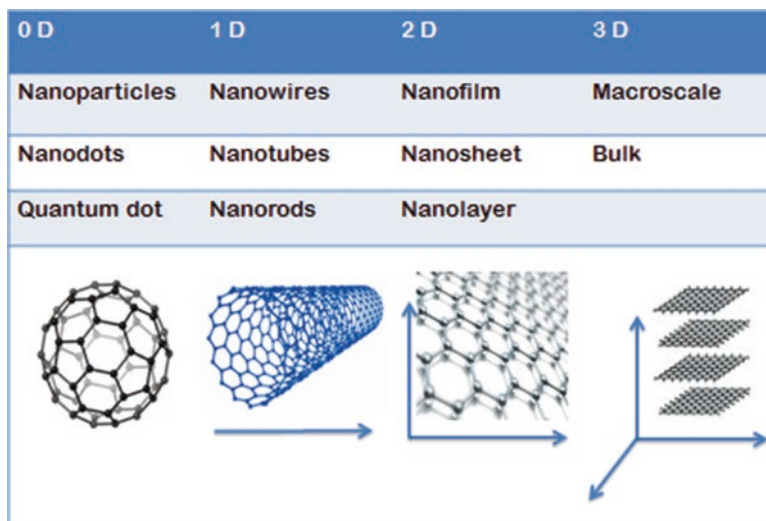 0 D 1 D 2 D 3 D
Nanoparticles Nanowires Nanofilm Macroscale
Nanodots Nanotubes Nanosheet Bulk
Quantum dot Nanorods Nanolayer